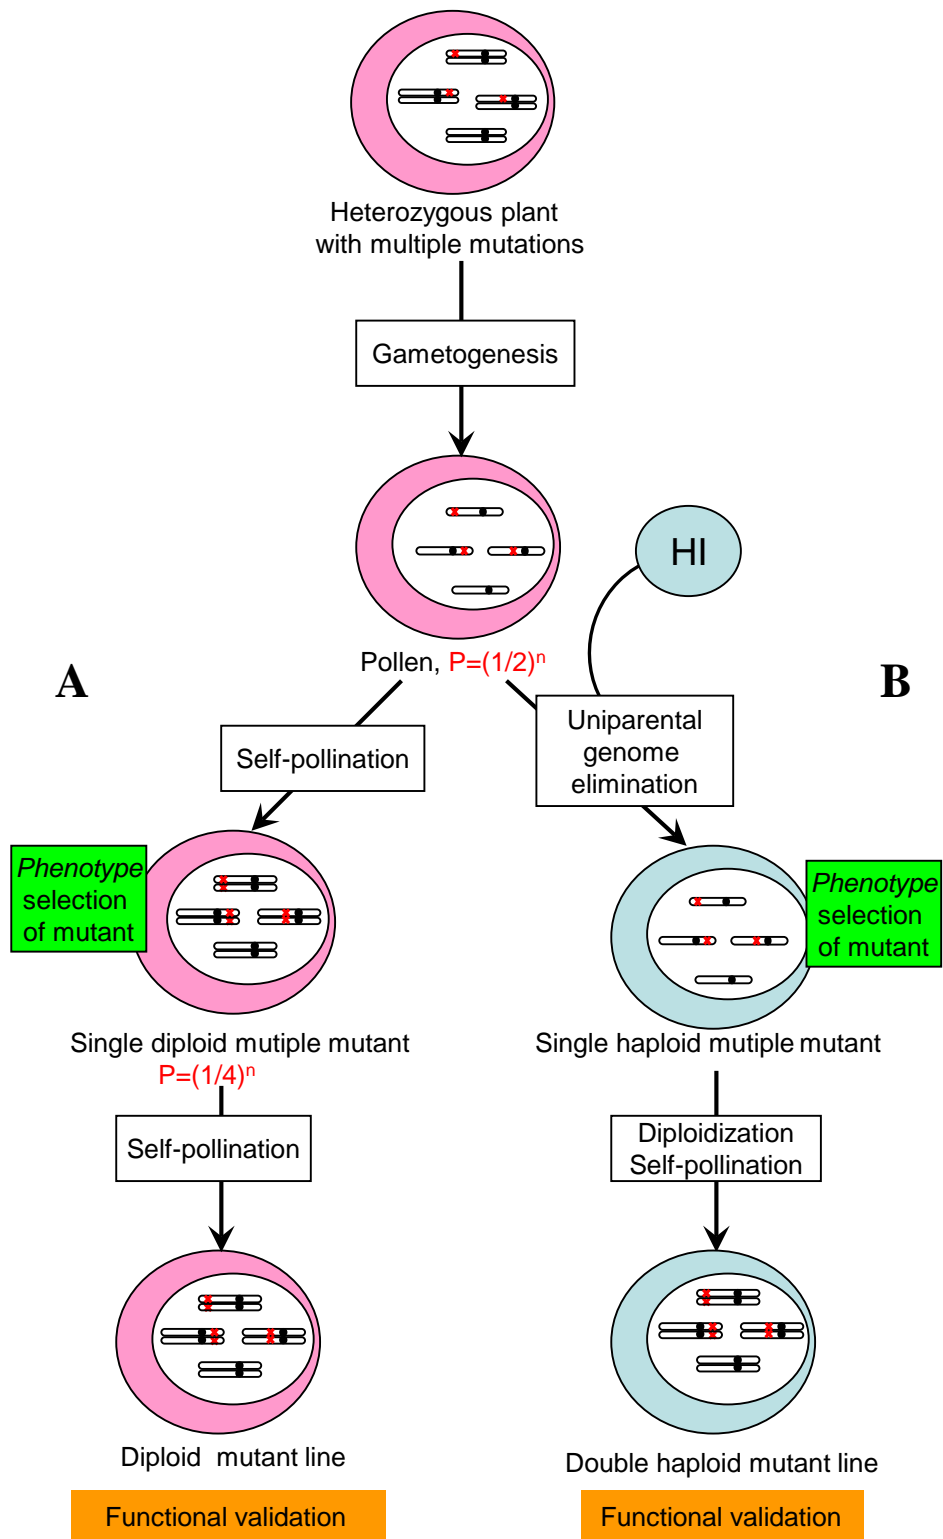 Heterozygous plant
with multiple mutations
Gametogenesis
HI
Pollen, P=(1/2)ⁿ
A
B
Self-pollination
Uniparental
genome
elimination
Phenotype
selection
of mutant
Phenotype
selection
of mutant
Single diploid mutiple mutant
P=(1/4)ⁿ
Single haploid mutiple mutant
Self-pollination
Diploidization
Self-pollination
Diploid mutant line
Double haploid mutant line
Functional validation
Functional validation